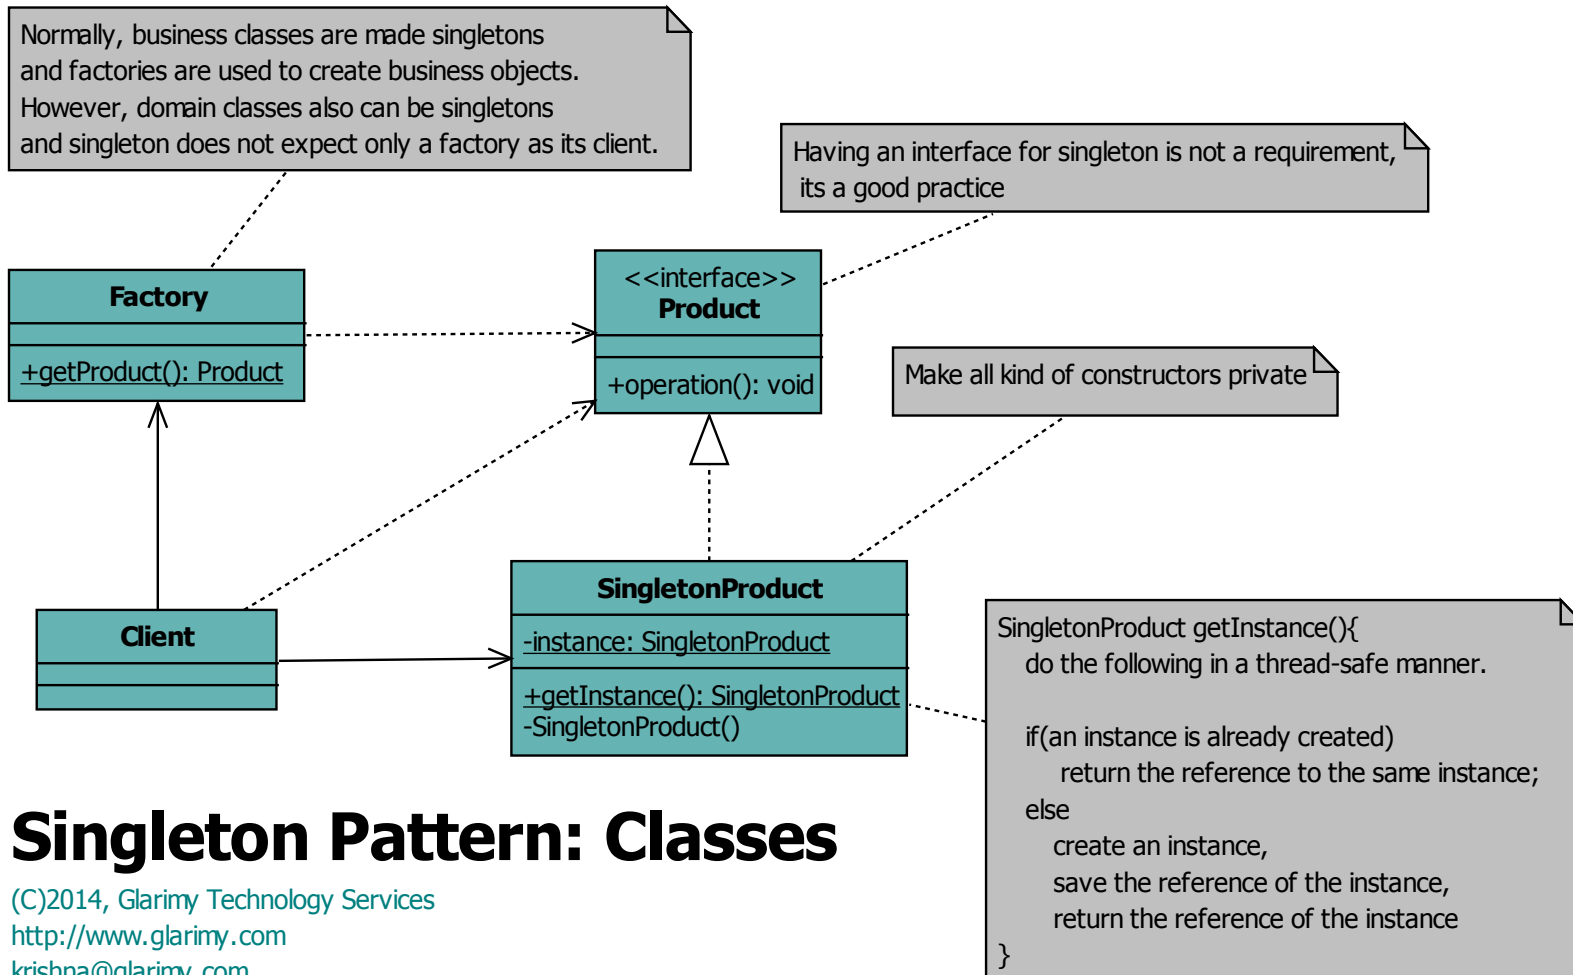 Normally, business classes are made singletons
and factories are used to create business objects.
However, domain classes also can be singletons
and singleton does not expect only a factory as its client.
Having an interface for singleton is not a requirement,
its a good practice
Factory
+getProduct(): Product
<<interface>>
Product
+operation(): void
Make all kind of constructors private
Client
SingletonProduct
-instance: SingletonProduct
+getInstance(): SingletonProduct
-SingletonProduct()
SingletonProduct getInstance(){
do the following in a thread-safe manner.
if(an instance is already created)
return the reference to the same instance;
else
create an instance,
save the reference of the instance,
return the reference of the instance
}
Singleton Pattern: Classes
(C)2014, Glarimy Technology Services
http://www.glarimy.com
krishna@glarimy.com